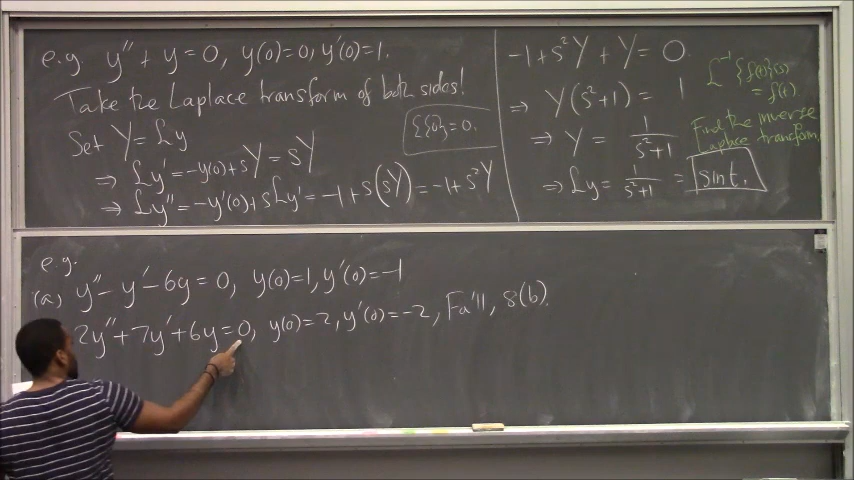 e.g. y'' + y = 0, y(0)=0, y'(0)=1.
Take the Laplace transform of both sides!
Set Y = Ly
⇒ Ly' = -y(0)+sY = sY
⇒ Ly'' = -y'(0)+sLy' = -1+s(sY) = -1+s²Y
L{0}=0.
-1+s²Y+Y = 0
⇒ Y(s²+1) = 1
⇒ Y = 1/(s²+1)
⇒ Ly = 1/(s²+1) = sin t.
L⁻¹{f(t)}(s)
= f(t).
Find the inverse
Laplace transform.
e.g.
(a) y'' - y' - 6y = 0, y(0)=1, y'(0)=-1
2y''+7y'+6y=0, y(0)=2, y'(0)=-2, Fa'11, 8(b).